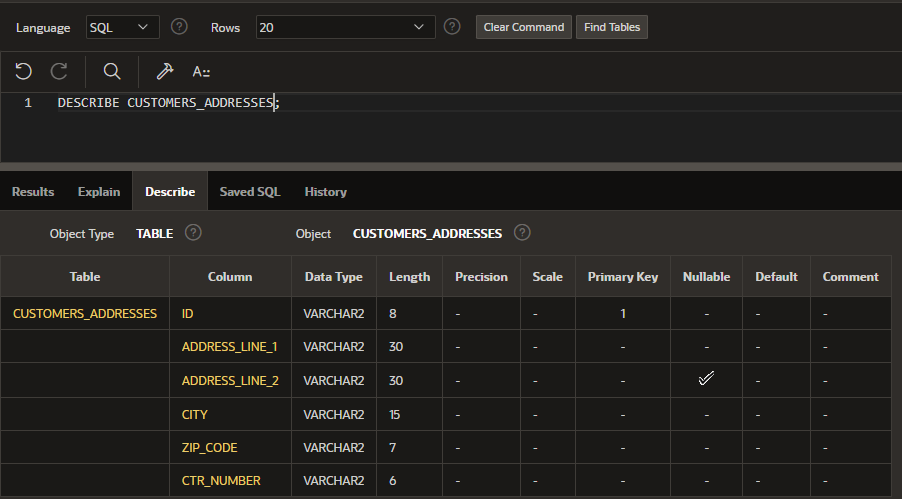 Language SQL ? Rows 20 ? Clear Command Find Tables
A::
1 DESCRIBE CUSTOMERS_ADDRESSES;
Results Explain Describe Saved SQL History
Object Type TABLE ? Object CUSTOMERS_ADDRESSES ?
Table Column Data Type Length Precision Scale Primary Key Nullable Default Comment
CUSTOMERS_ADDRESSES ID VARCHAR2 8 - - 1 - - -
ADDRESS_LINE_1 VARCHAR2 30 - - - - - -
ADDRESS_LINE_2 VARCHAR2 30 - - - ✓ - -
CITY VARCHAR2 15 - - - - - -
ZIP_CODE VARCHAR2 7 - - - - - -
CTR_NUMBER VARCHAR2 6 - - - - - -